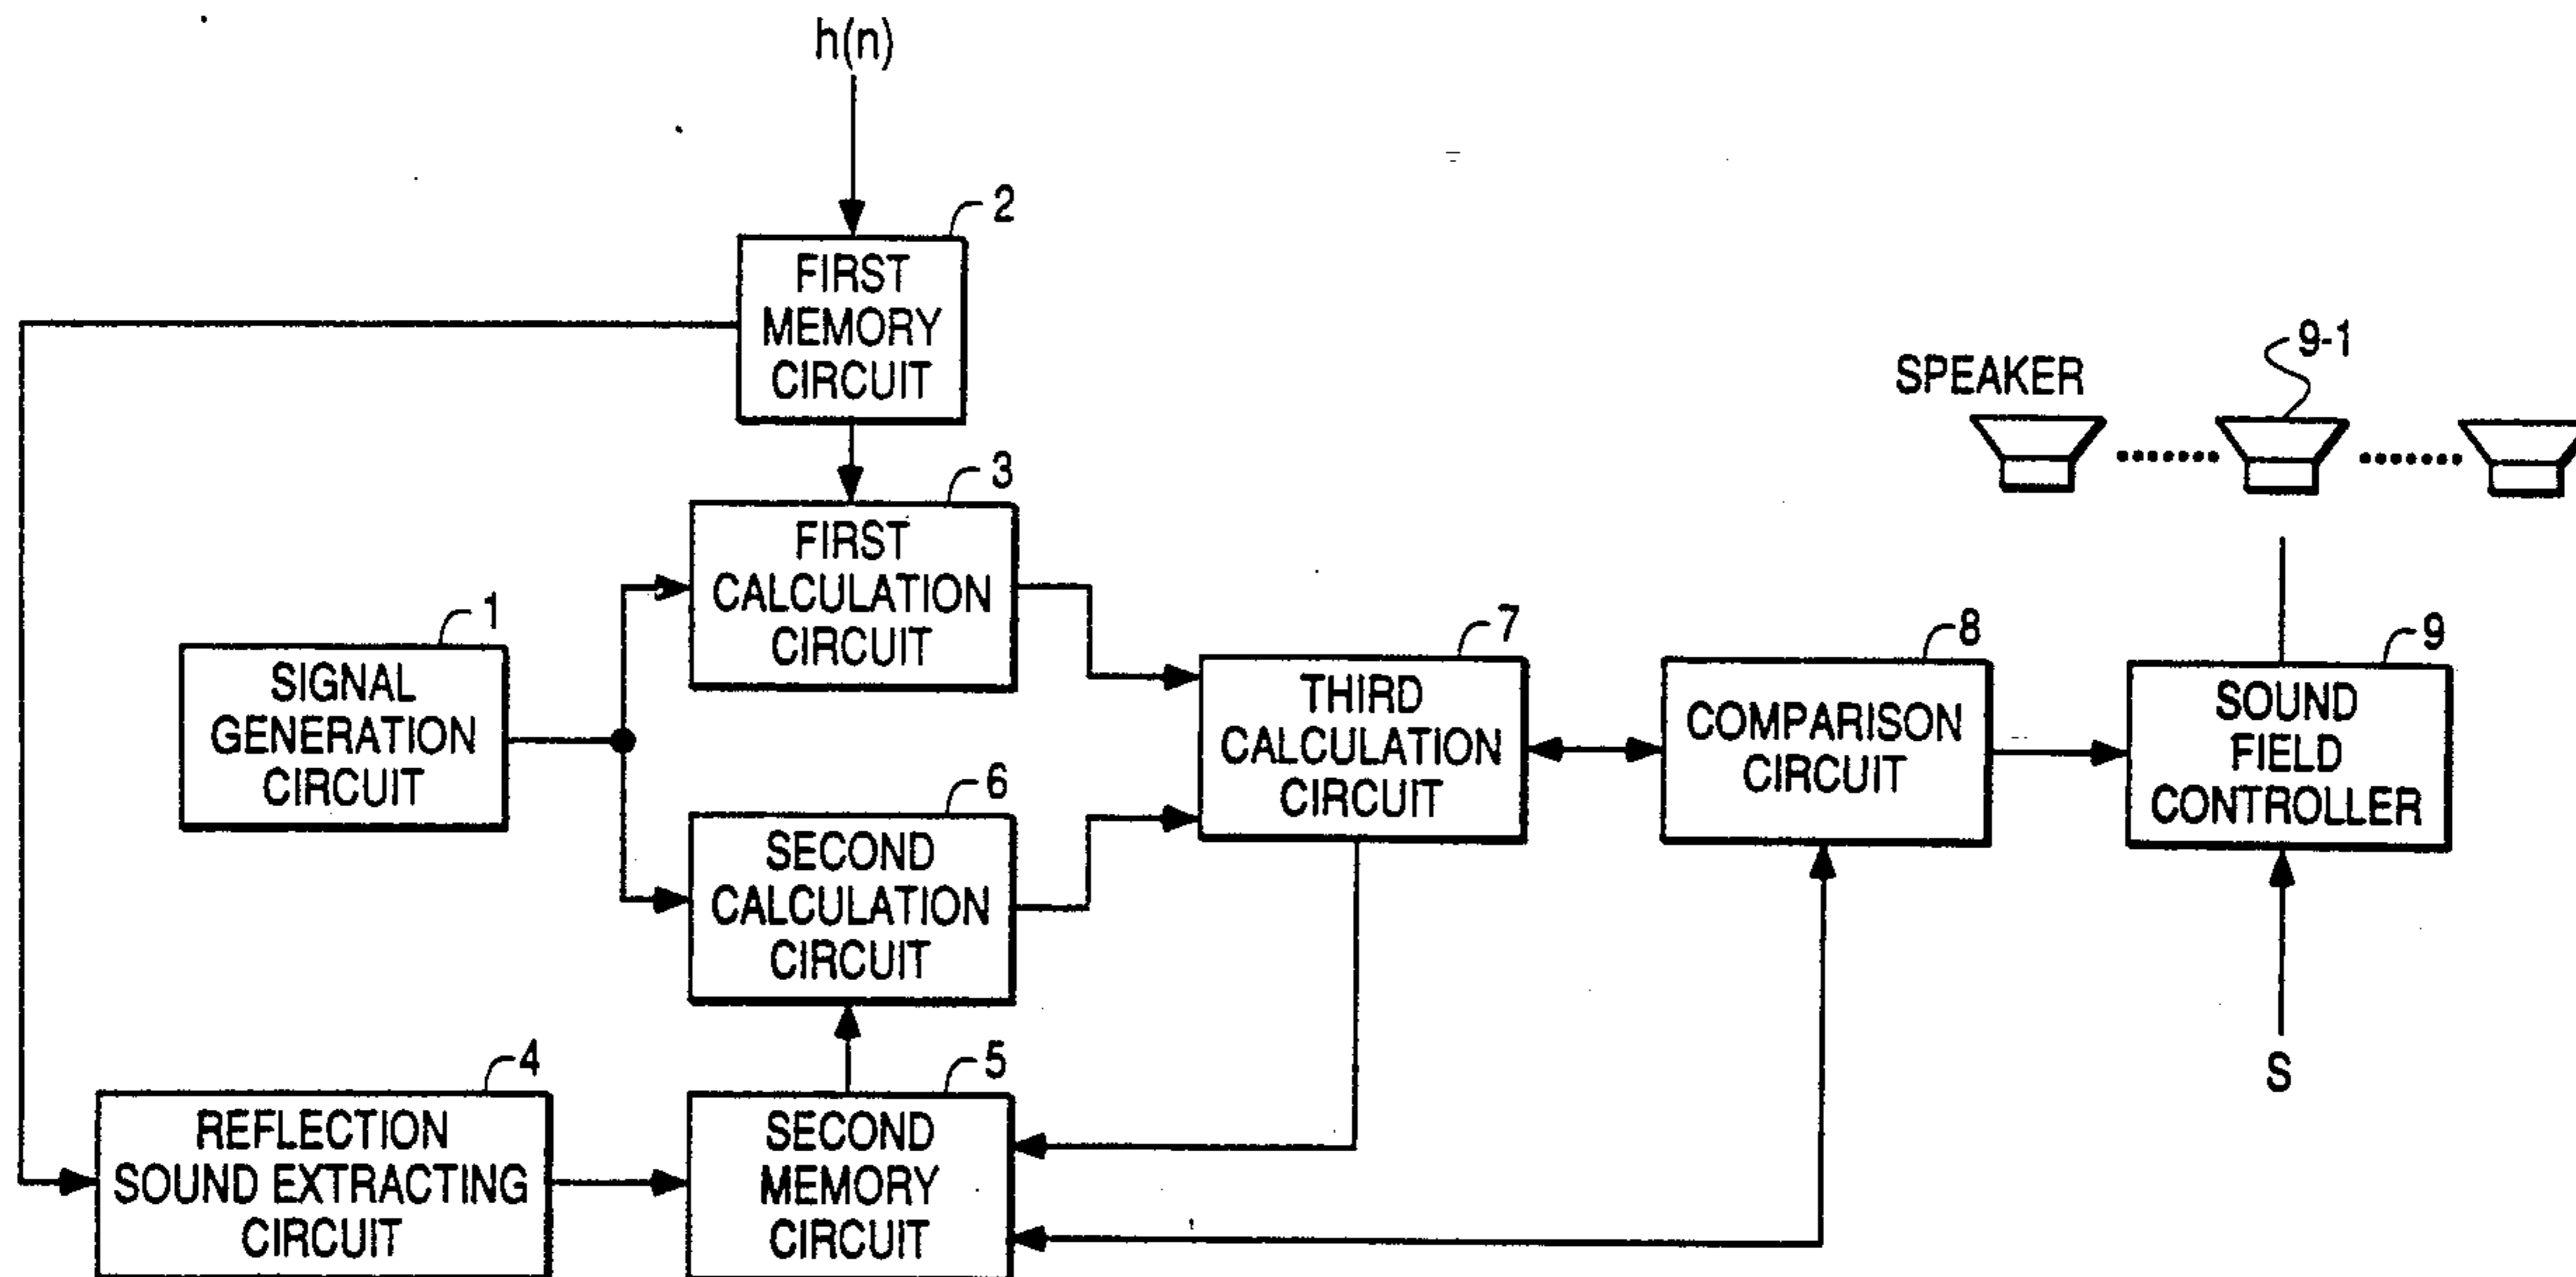 h(n)
2
FIRST
MEMORY
CIRCUIT
9-1
SPEAKER
3
FIRST
CALCULATION
CIRCUIT
1
SIGNAL
GENERATION
CIRCUIT
7
THIRD
CALCULATION
CIRCUIT
8
COMPARISON
CIRCUIT
9
SOUND
FIELD
CONTROLLER
6
SECOND
CALCULATION
CIRCUIT
S
4
REFLECTION
SOUND EXTRACTING
CIRCUIT
5
SECOND
MEMORY
CIRCUIT